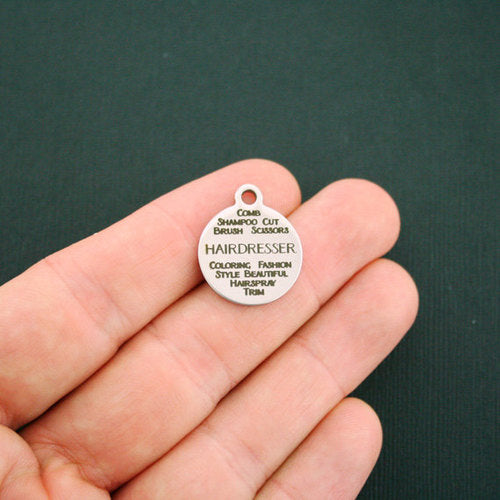 COMB
SHAMPOO CUT
BRUSH SCISSORS
HAIRDRESSER
COLORING FASHION
STYLE BEAUTIFUL
HAIRSPRAY
TRIM